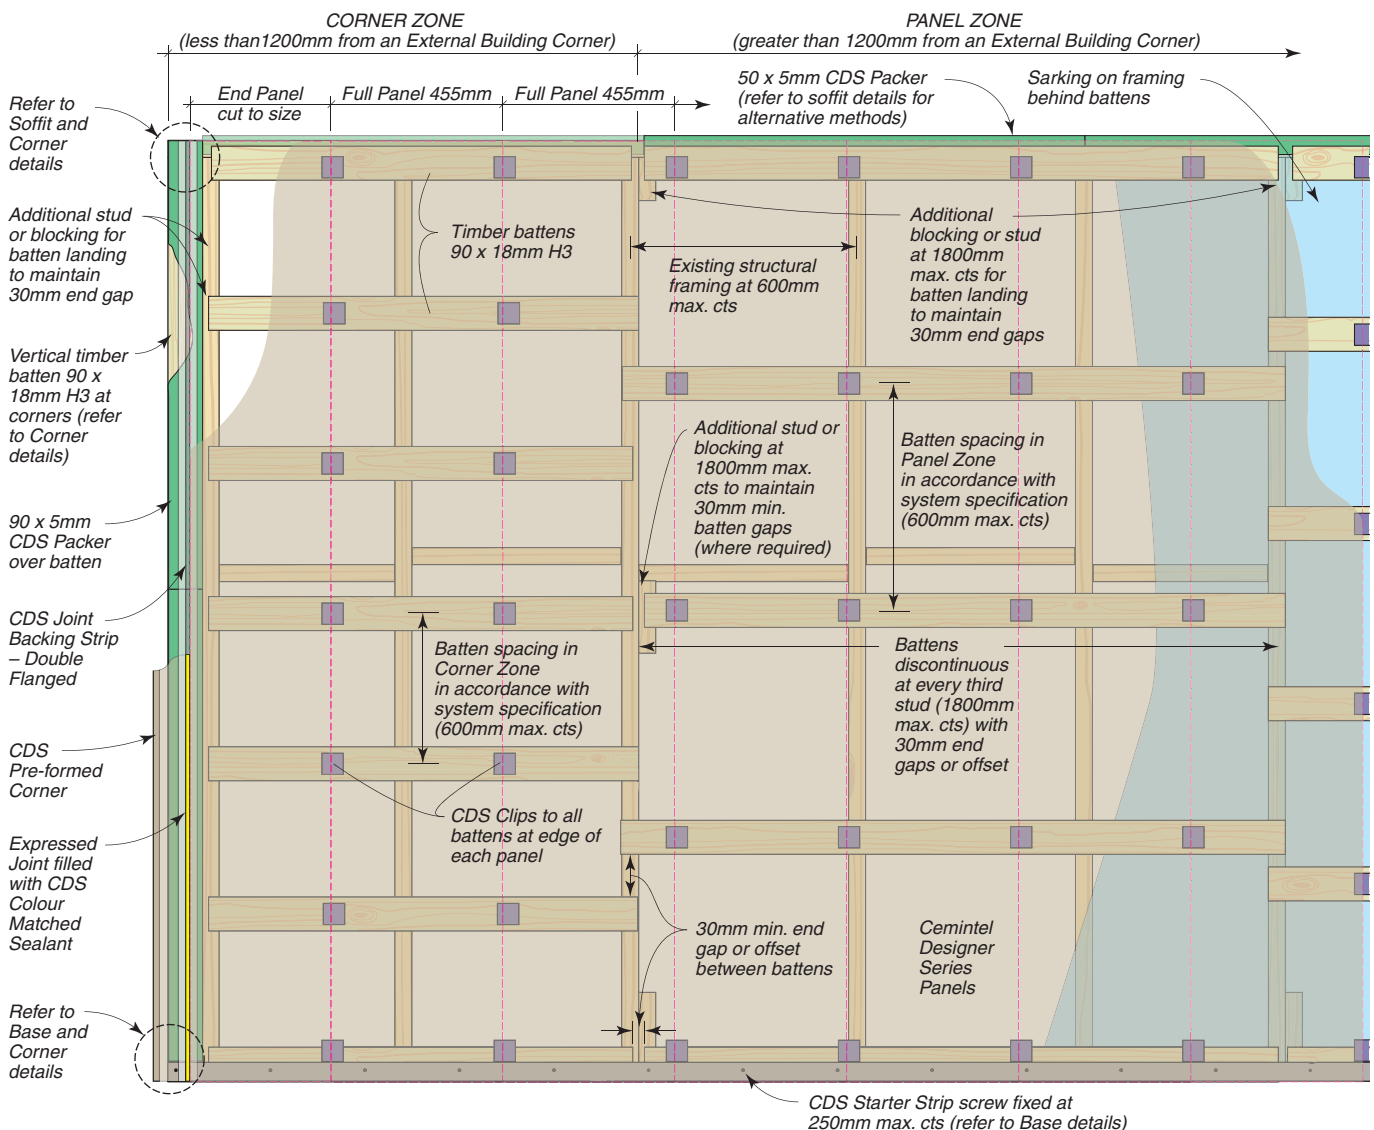 CORNER ZONE
(less than1200mm from an External Building Corner)
PANEL ZONE
(greater than 1200mm from an External Building Corner)
End Panel
cut to size
Full Panel 455mm
Full Panel 455mm
50 x 5mm CDS Packer
(refer to soffit details for
alternative methods)
Sarking on framing
behind battens
Refer to
Soffit and
Corner
details
Additional stud
or blocking for
batten landing
to maintain
30mm end gap
Vertical timber
batten 90 x
18mm H3 at
corners (refer
to Corner
details)
90 x 5mm
CDS Packer
over batten
CDS Joint
Backing Strip
– Double
Flanged
CDS
Pre-formed
Corner
Expressed
Joint filled
with CDS
Colour
Matched
Sealant
Refer to
Base and
Corner
details
Timber battens
90 x 18mm H3
Existing structural
framing at 600mm
max. cts
Additional
blocking or stud
at 1800mm
max. cts for
batten landing
to maintain
30mm end gaps
Additional stud or
blocking at
1800mm max.
cts to maintain
30mm min.
batten gaps
(where required)
Batten spacing in
Panel Zone
in accordance with
system specification
(600mm max. cts)
Batten spacing in
Corner Zone
in accordance with
system specification
(600mm max. cts)
Battens
discontinuous
at every third
stud (1800mm
max. cts) with
30mm end
gaps or offset
CDS Clips to all
battens at edge of
each panel
30mm min. end
gap or offset
between battens
Cemintel
Designer
Series
Panels
CDS Starter Strip screw fixed at
250mm max. cts (refer to Base details)